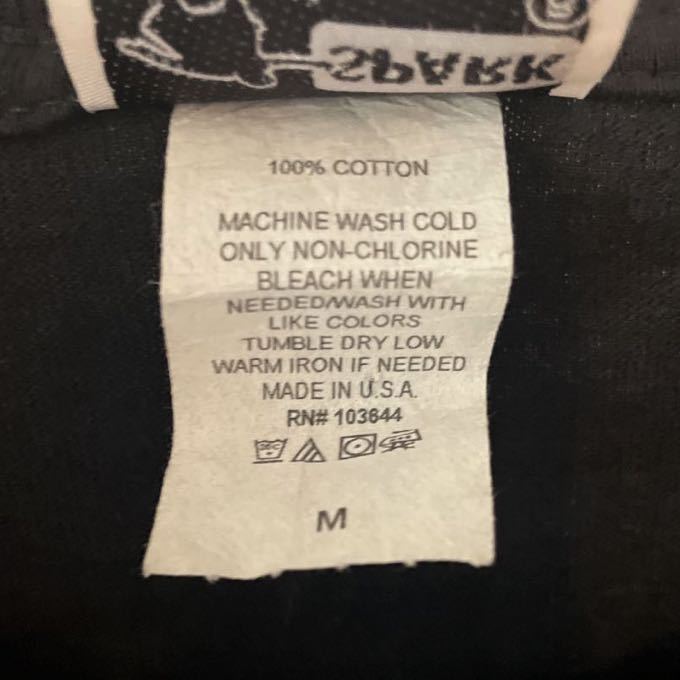 SPARK
®
100% COTTON
MACHINE WASH COLD
ONLY NON-CHLORINE
BLEACH WHEN
NEEDED/WASH WITH
LIKE COLORS
TUMBLE DRY LOW
WARM IRON IF NEEDED
MADE IN U.S.A.
RN# 103644
M